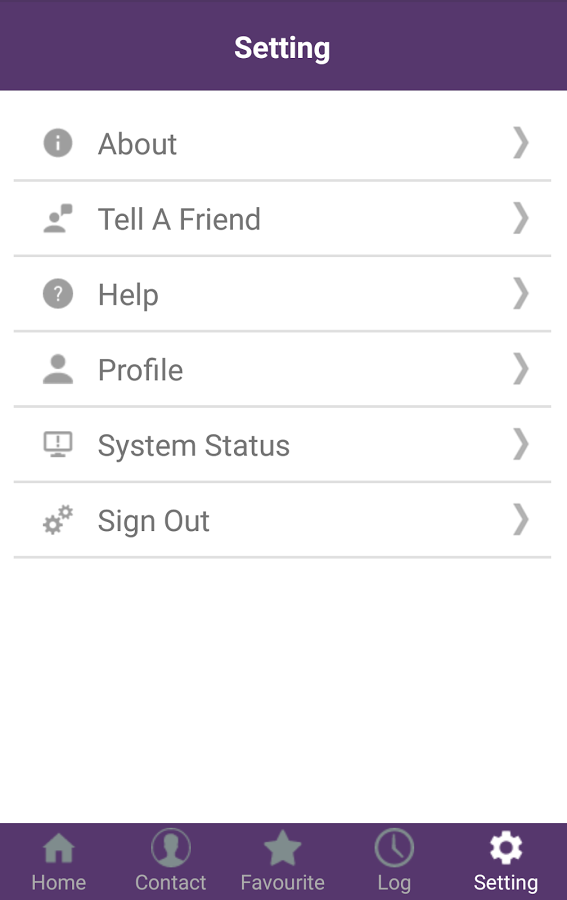 Setting
About
Tell A Friend
Help
Profile
System Status
Sign Out
Home Contact Favourite Log Setting